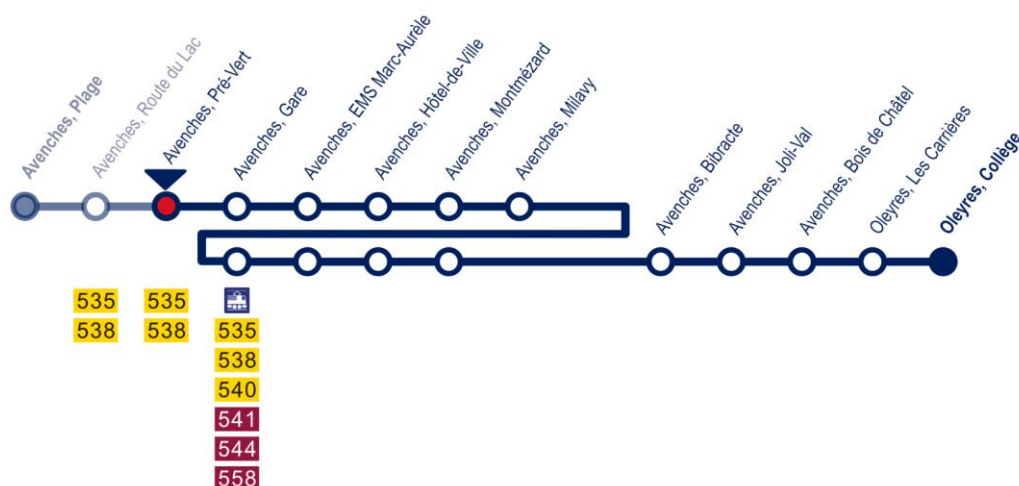 Avenches, Plage
Avenches, Route du Lac
Avenches, Pré-Vert
Avenches, Gare
Avenches, EMS Marc-Aurèle
Avenches, Hôtel-de-Ville
Avenches, Montmézard
Avenches, Milavy
Avenches, Bibracte
Avenches, Joli-Val
Avenches, Bois de Châtel
Oleyres, Les Carrières
Oleyres, Collège
535 535
538 538 535
538
540
541
544
558